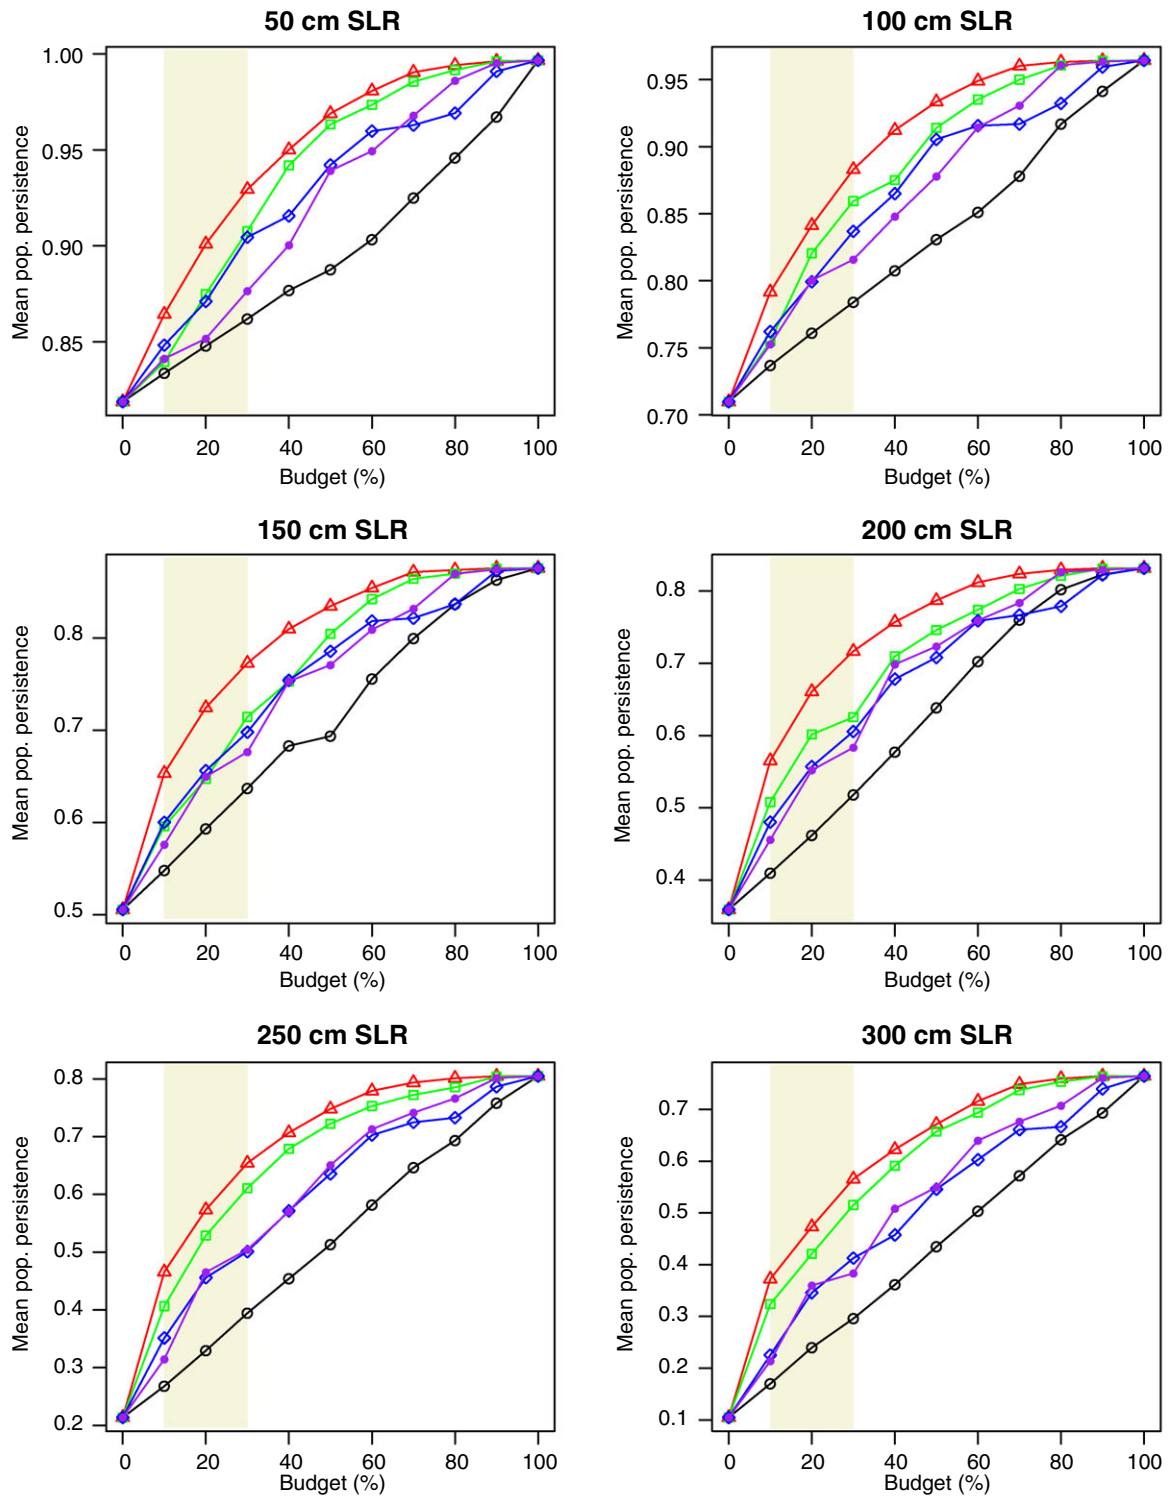 50 cm SLR
Mean pop. persistence
1.00
0.95
0.90
0.85
0 20 40 60 80 100
Budget (%)
100 cm SLR
Mean pop. persistence
0.95
0.90
0.85
0.80
0.75
0.70
0 20 40 60 80 100
Budget (%)
150 cm SLR
Mean pop. persistence
0.8
0.7
0.6
0.5
0 20 40 60 80 100
Budget (%)
200 cm SLR
Mean pop. persistence
0.8
0.7
0.6
0.5
0.4
0 20 40 60 80 100
Budget (%)
250 cm SLR
Mean pop. persistence
0.8
0.7
0.6
0.5
0.4
0.3
0.2
0 20 40 60 80 100
Budget (%)
300 cm SLR
Mean pop. persistence
0.7
0.6
0.5
0.4
0.3
0.2
0.1
0 20 40 60 80 100
Budget (%)